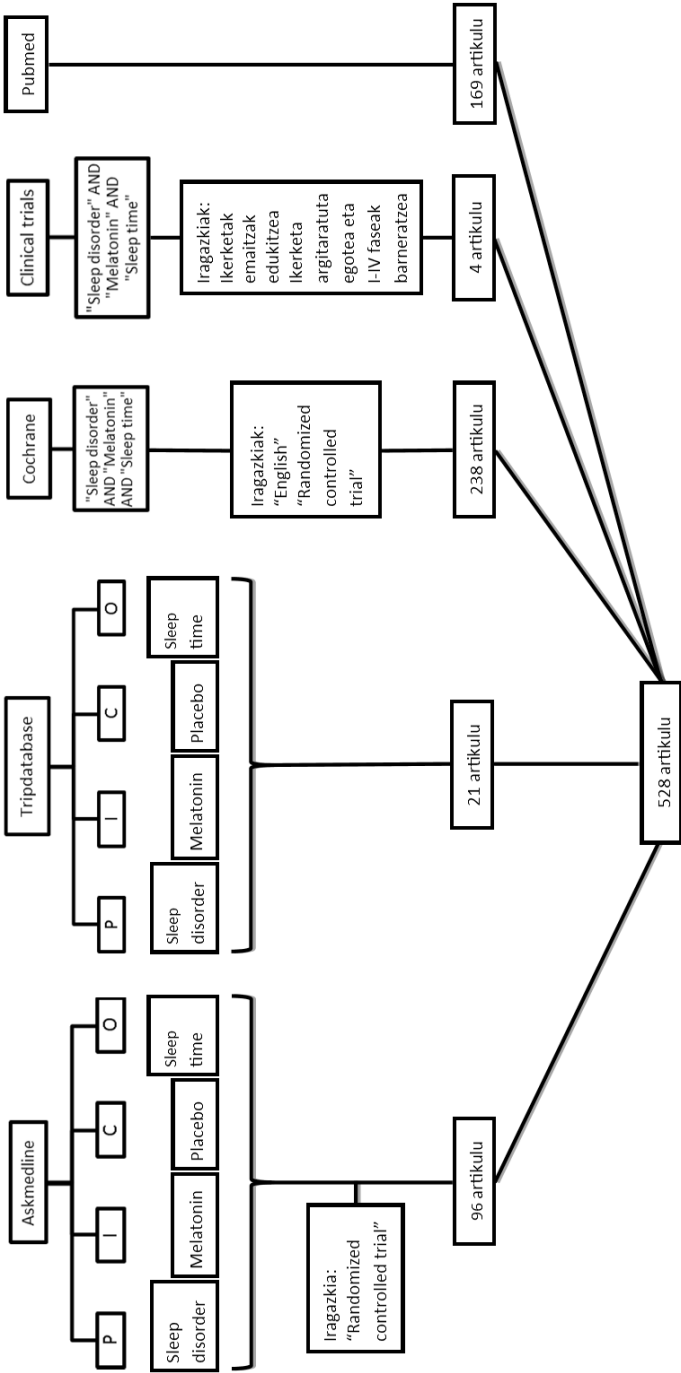 Askmedline
P
I
C
O
Sleep
disorder
Melatonin
Placebo
Sleep
time
Iragazkia:
“Randomized
controlled trial”
96 artikulu
Tripdatabase
P
I
C
O
Sleep
disorder
Melatonin
Placebo
Sleep
time
21 artikulu
Cochrane
"Sleep disorder"
AND "Melatonin"
AND "Sleep time"
Iragazkiak:
“English”
“Randomized
controlled
trial”
238 artikulu
Clinical trials
"Sleep disorder" AND
"Melatonin" AND
"Sleep time"
Iragazkiak:
Ikerketak
emaitzak
edukitzea
Ikerketa
argitaratuta
egotea eta
I-IV faseak
barneratzea
4 artikulu
Pubmed
169 artikulu
528 artikulu